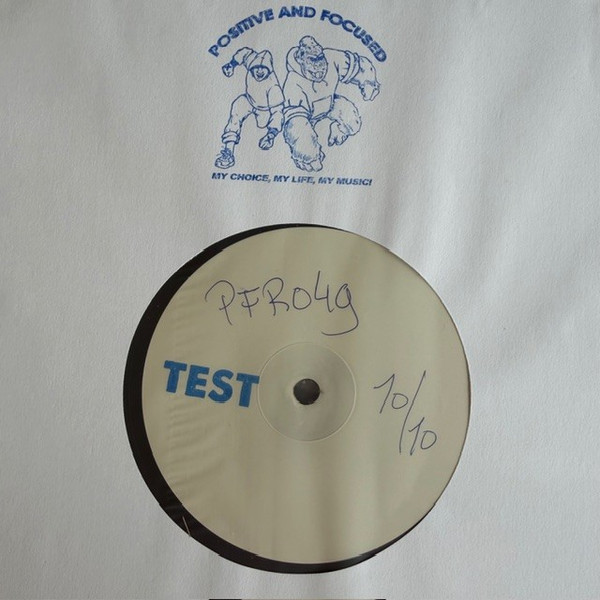 POSITIVE AND FOCUSED
MY CHOICE, MY LIFE, MY MUSIC!
PFR049
TEST
10/10